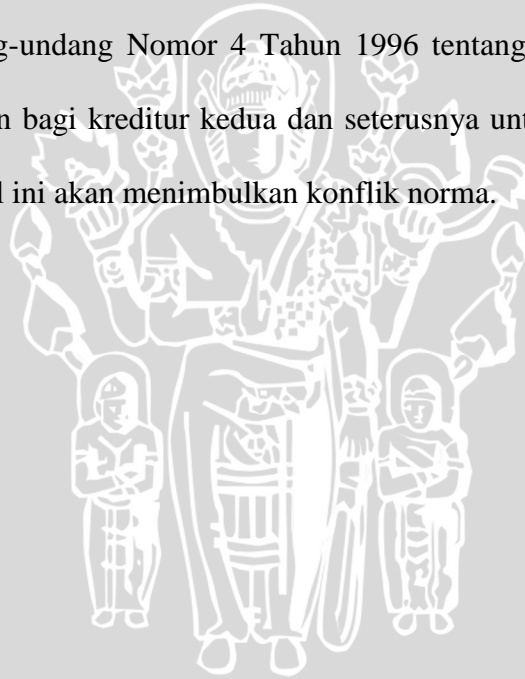 g-undang Nomor 4 Tahun 1996 tentang
n bagi kreditur kedua dan seterusnya unt
l ini akan menimbulkan konflik norma.